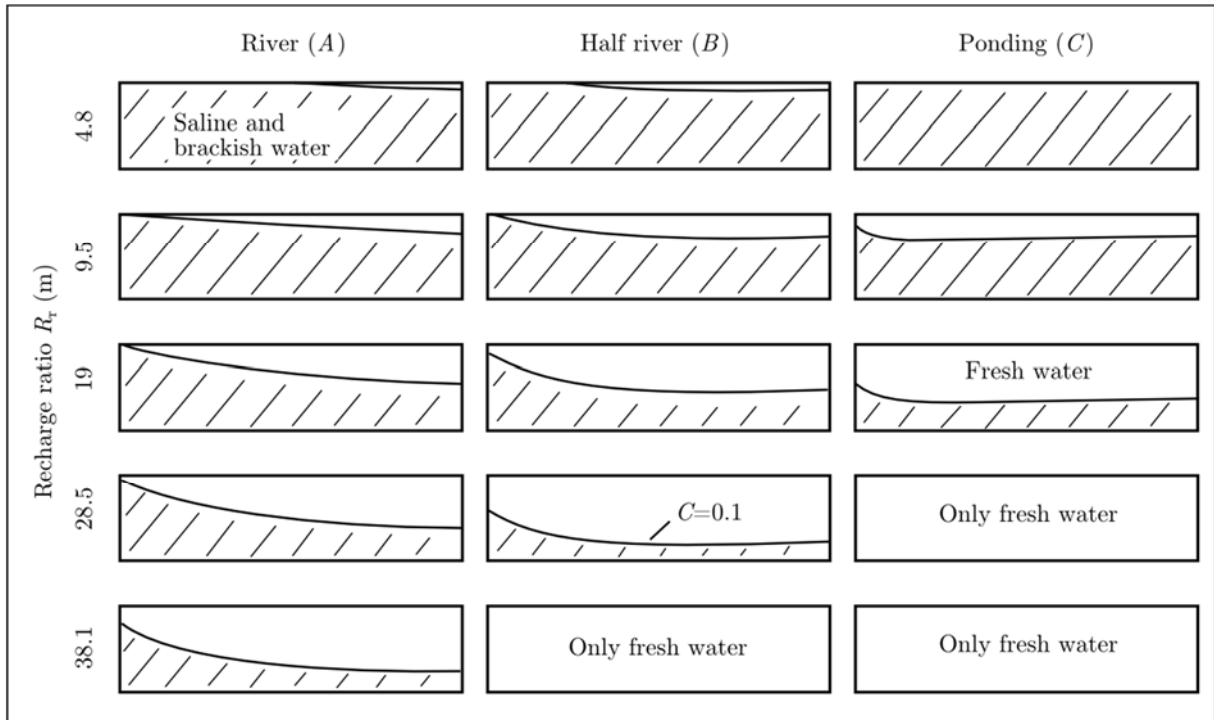 River (A) Half river (B) Ponding (C)
Recharge ratio Rr (m)
4.8
Saline and
brackish water
9.5
19
Fresh water
28.5
C=0.1
Only fresh water
38.1
Only fresh water
Only fresh water